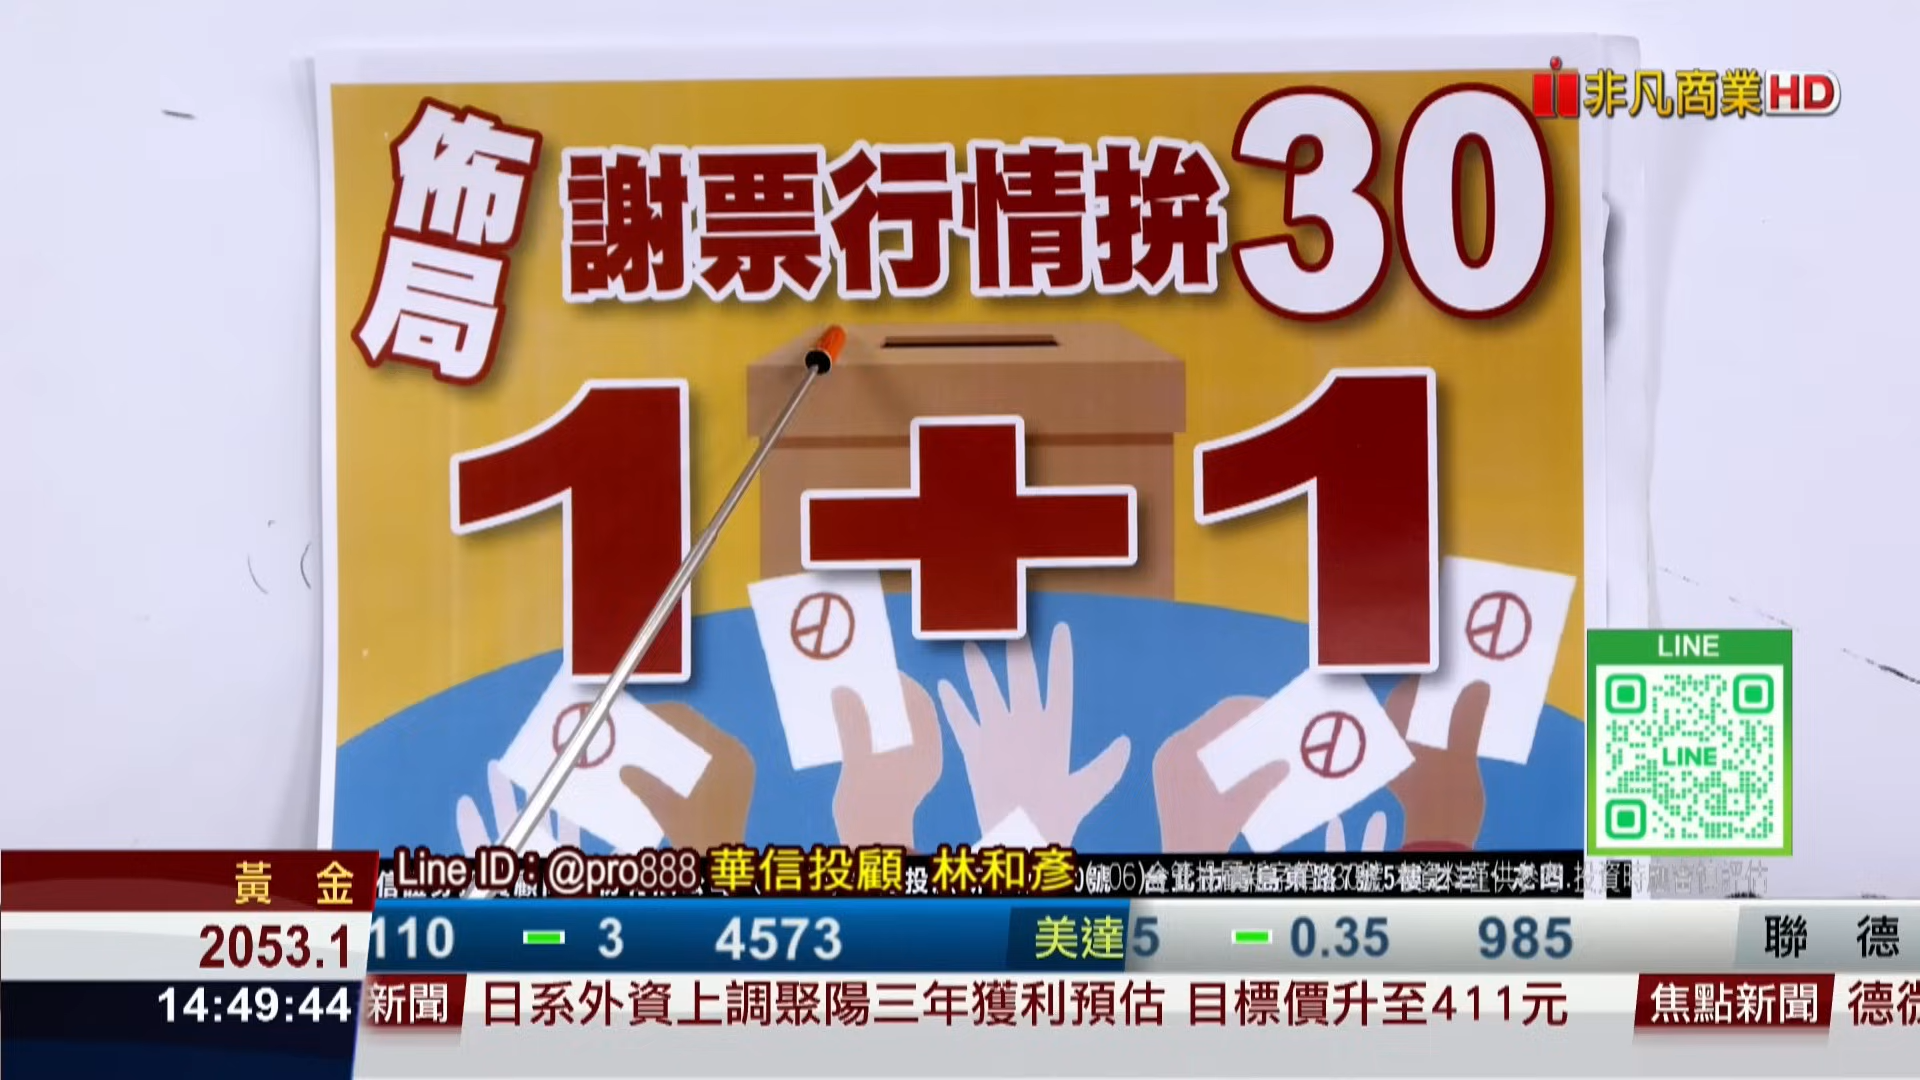 非凡商業HD
佈局
謝票行情拚30
1+1
LINE
LINE
Line ID：@pro888 華信投顧 林和彥
黃金
2053.1
110 3 4573 美達 5 0.35 985 聯德
14:49:44
新聞 日系外資上調聚陽三年獲利預估 目標價升至411元 焦點新聞 德微